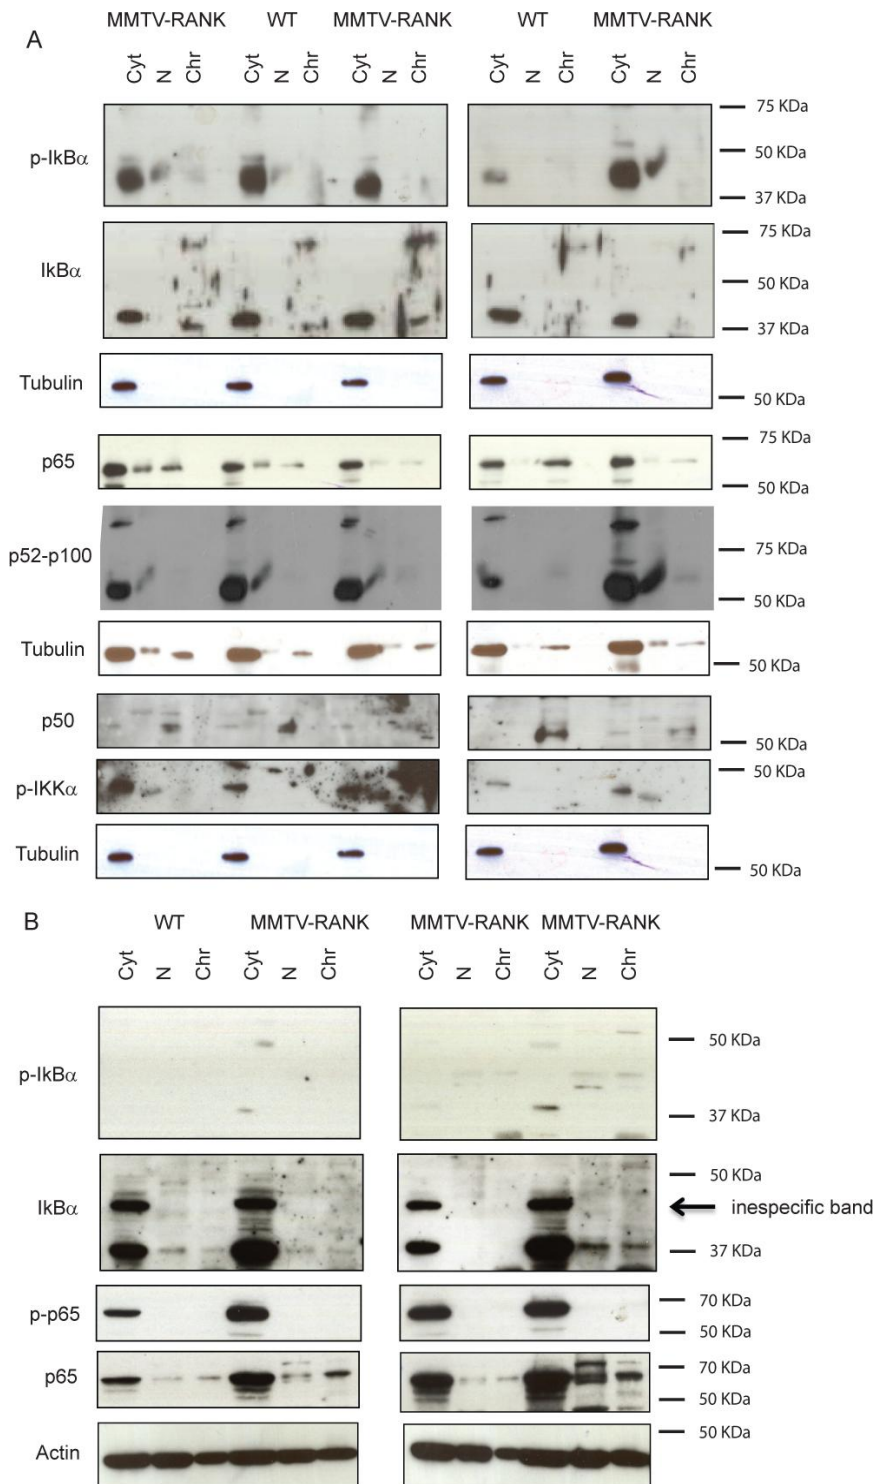 A
MMTV-RANK WT MMTV-RANK WT MMTV-RANK
Cyt N Chr Cyt N Chr Cyt N Chr Cyt N Chr Cyt N Chr
75 KDa
p-IkBα
50 KDa
37 KDa
75 KDa
IkBα
50 KDa
37 KDa
Tubulin
50 KDa
75 KDa
p65
50 KDa
p52-p100
75 KDa
50 KDa
Tubulin
50 KDa
p50
50 KDa
50 KDa
p-IKKα
Tubulin
50 KDa
B
WT MMTV-RANK MMTV-RANK MMTV-RANK
Cyt N Chr Cyt N Chr Cyt N Chr Cyt N Chr
50 KDa
p-IkBα
37 KDa
50 KDa
IkBα
inespecific band
37 KDa
70 KDa
p-p65
50 KDa
70 KDa
p65
50 KDa
50 KDa
Actin